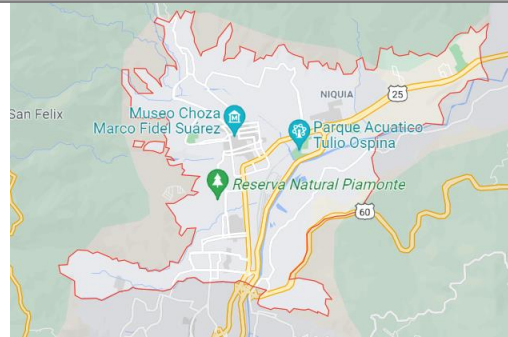 NIQUIA
25
San Felix
Museo Choza
Marco Fidel Suárez
Parque Acuatico
Tulio Ospina
Reserva Natural Piamonte
60